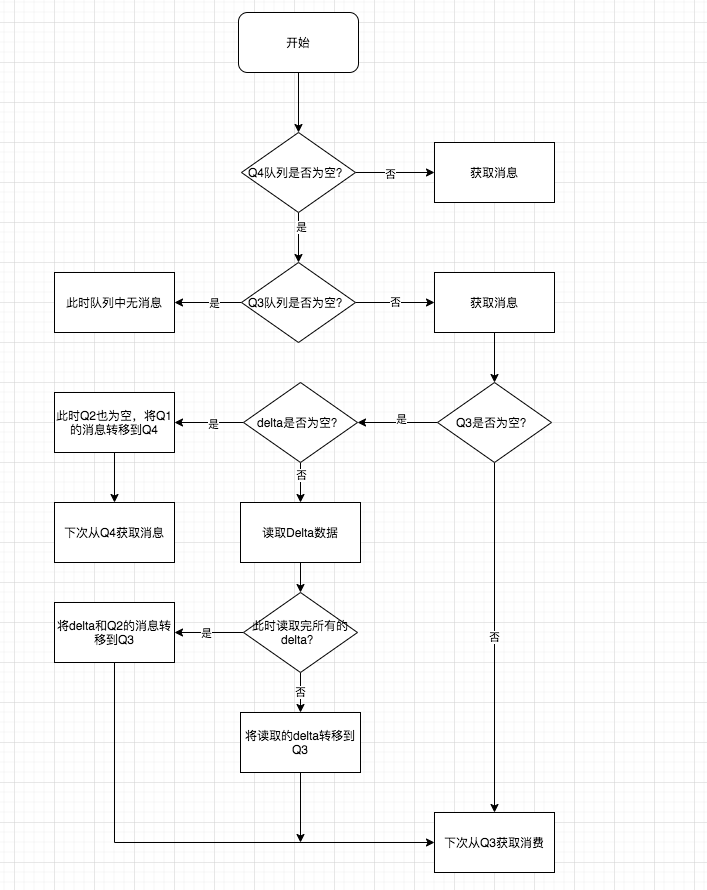 开始
Q4队列是否为空?
否
获取消息
是
此时队列中无消息
是
Q3队列是否为空?
否
获取消息
此时Q2也为空，将Q1
的消息转移到Q4
是
delta是否为空?
是
Q3是否为空?
否
下次从Q4获取消息
读取Delta数据
将delta和Q2的消息转
移到Q3
是
此时读取完所有的
delta?
否
否
将读取的delta转移到
Q3
下次从Q3获取消费